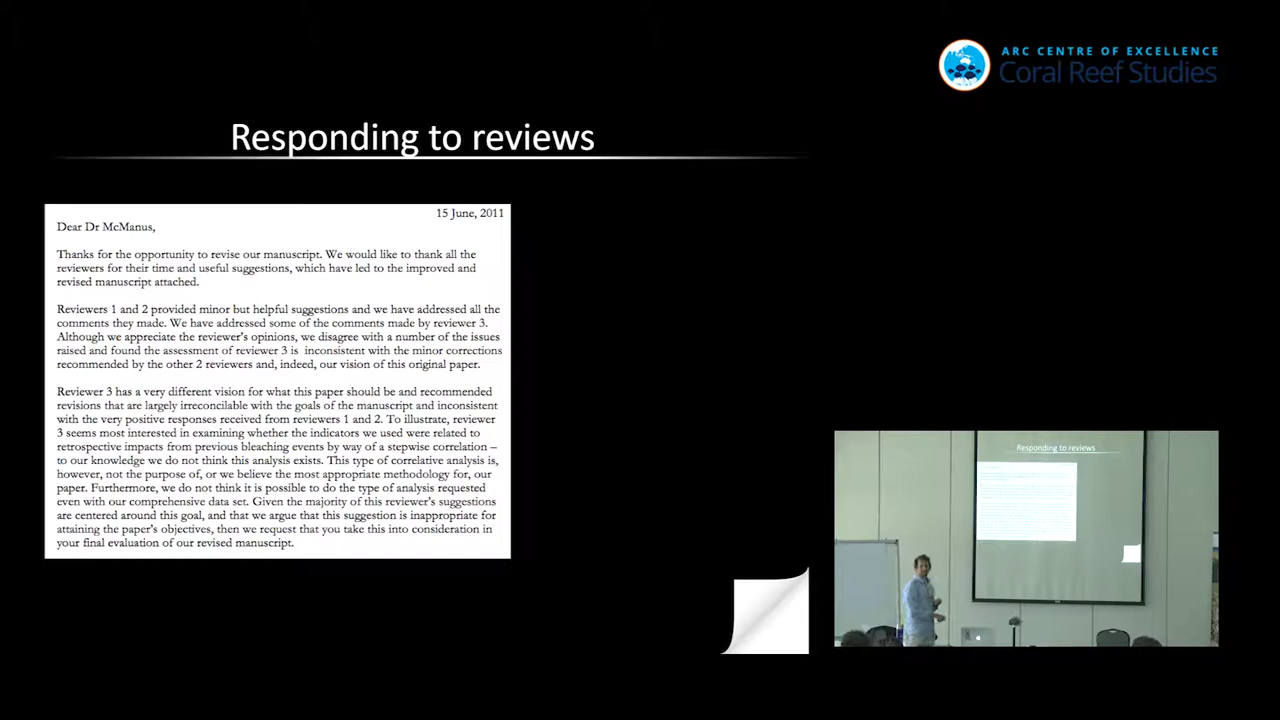 ARC CENTRE OF EXCELLENCE
Coral Reef Studies
Responding to reviews
15 June, 2011
Dear Dr McManus,
Thanks for the opportunity to revise our manuscript. We would like to thank all the
reviewers for their time and useful suggestions, which have led to the improved and
revised manuscript attached.
Reviewers 1 and 2 provided minor but helpful suggestions and we have addressed all the
comments they made. We have addressed some of the comments made by reviewer 3.
Although we appreciate the reviewer's opinions, we disagree with a number of the issues
raised and found the assessment of reviewer 3 is inconsistent with the minor corrections
recommended by the other 2 reviewers and, indeed, our vision of this original paper.
Reviewer 3 has a very different vision for what this paper should be and recommended
revisions that are largely irreconcilable with the goals of the manuscript and inconsistent
with the very positive responses received from reviewers 1 and 2. To illustrate, reviewer
3 seems most interested in examining whether the indicators we used were related to
retrospective impacts from previous bleaching events by way of a stepwise correlation –
to our knowledge we do not think this analysis exists. This type of correlative analysis is,
however, not the purpose of, or we believe the most appropriate methodology for, our
paper. Furthermore, we do not think it is possible to do the type of analysis requested
even with our comprehensive data set. Given the majority of this reviewer's suggestions
are centered around this goal, and that we argue that this suggestion is inappropriate for
attaining the paper's objectives, then we request that you take this into consideration in
your final evaluation of our revised manuscript.
Responding to reviews